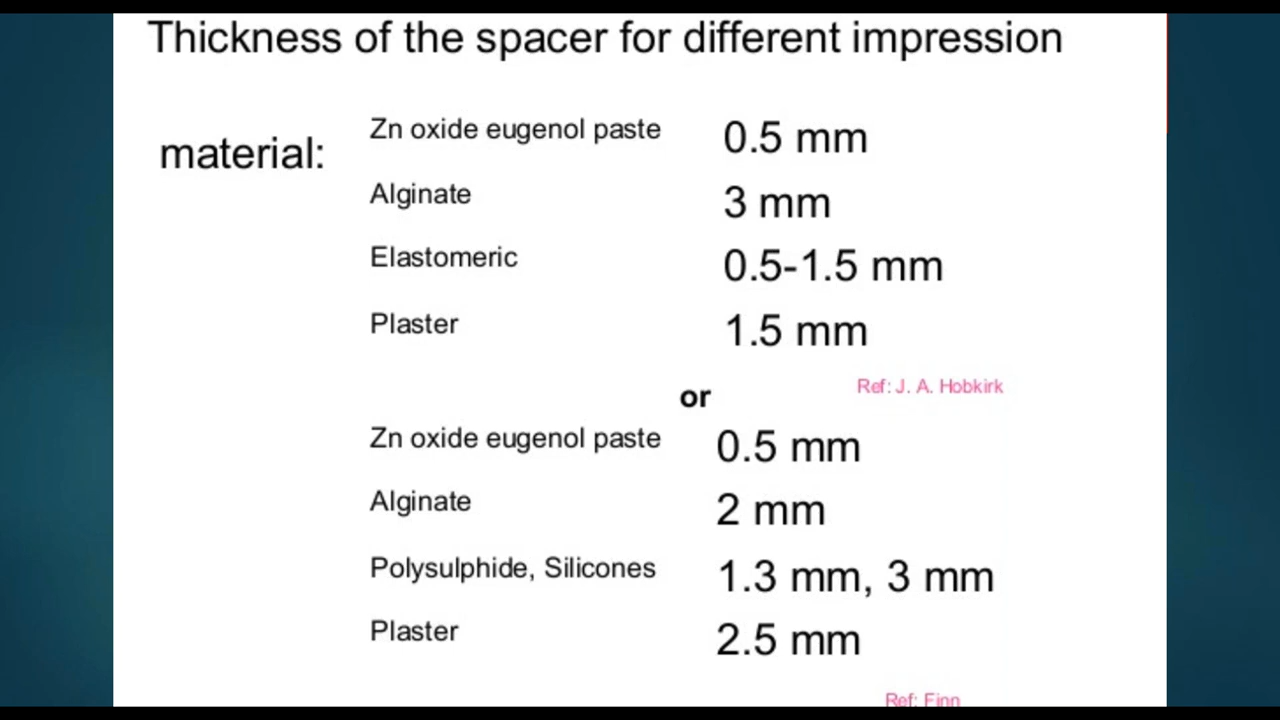 Thickness of the spacer for different impression
material:
Zn oxide eugenol paste 0.5 mm
Alginate 3 mm
Elastomeric 0.5-1.5 mm
Plaster 1.5 mm
Ref: J. A. Hobkirk
or
Zn oxide eugenol paste 0.5 mm
Alginate 2 mm
Polysulphide, Silicones 1.3 mm, 3 mm
Plaster 2.5 mm
Ref: Finn